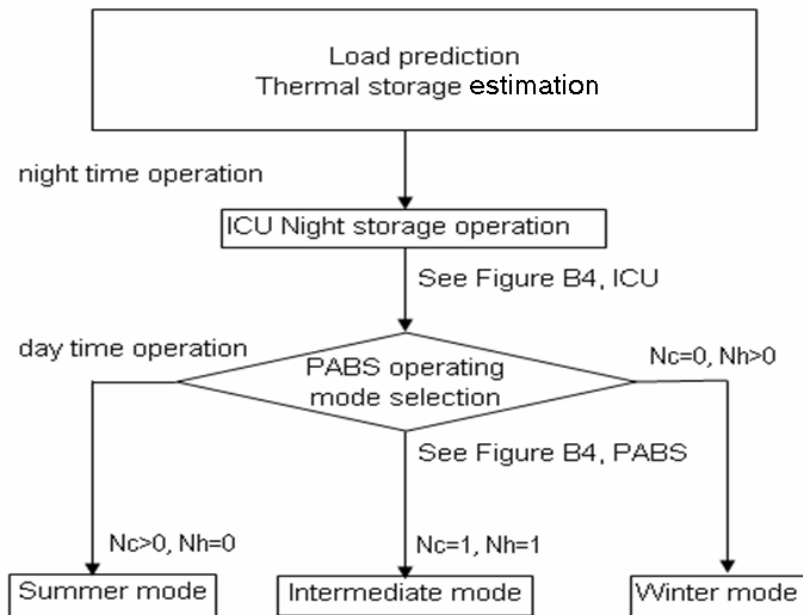 Load prediction
Thermal storage estimation
night time operation
ICU Night storage operation
See Figure B4, ICU
day time operation
PABS operating
mode selection
Nc=0, Nh>0
See Figure B4, PABS
Nc>0, Nh=0
Nc=1, Nh=1
Summer mode
Intermediate mode
Winter mode